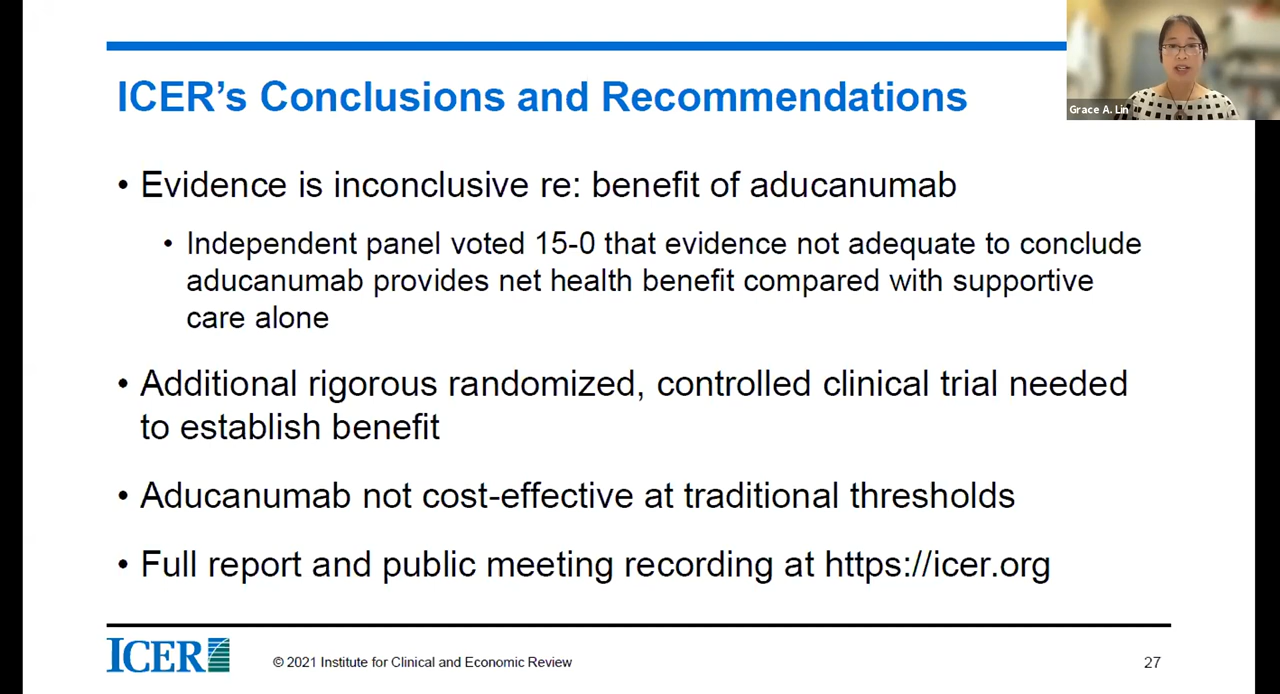 ICER's Conclusions and Recommendations
Grace A. Lin
• Evidence is inconclusive re: benefit of aducanumab
• Independent panel voted 15-0 that evidence not adequate to conclude
aducanumab provides net health benefit compared with supportive
care alone
• Additional rigorous randomized, controlled clinical trial needed
to establish benefit
• Aducanumab not cost-effective at traditional thresholds
• Full report and public meeting recording at https://icer.org
ICER
© 2021 Institute for Clinical and Economic Review
27